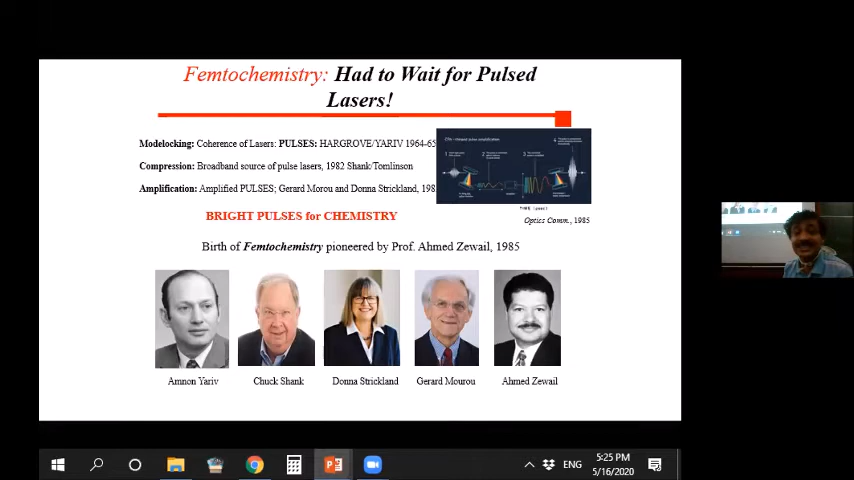 Femtochemistry: Had to Wait for Pulsed
Lasers!
Modelocking: Coherence of Lasers: PULSES: HARGROVE/YARIV 1964-65
Compression: Broadband source of pulse lasers, 1982 Shank/Tomlinson
Amplification: Amplified PULSES; Gerard Morou and Donna Strickland, 198
Optics Comm., 1985
BRIGHT PULSES for CHEMISTRY
Birth of Femtochemistry pioneered by Prof. Ahmed Zewail, 1985
Amnon Yariv
Chuck Shank
Donna Strickland
Gerard Mourou
Ahmed Zewail
ENG
5:25 PM
5/16/2020